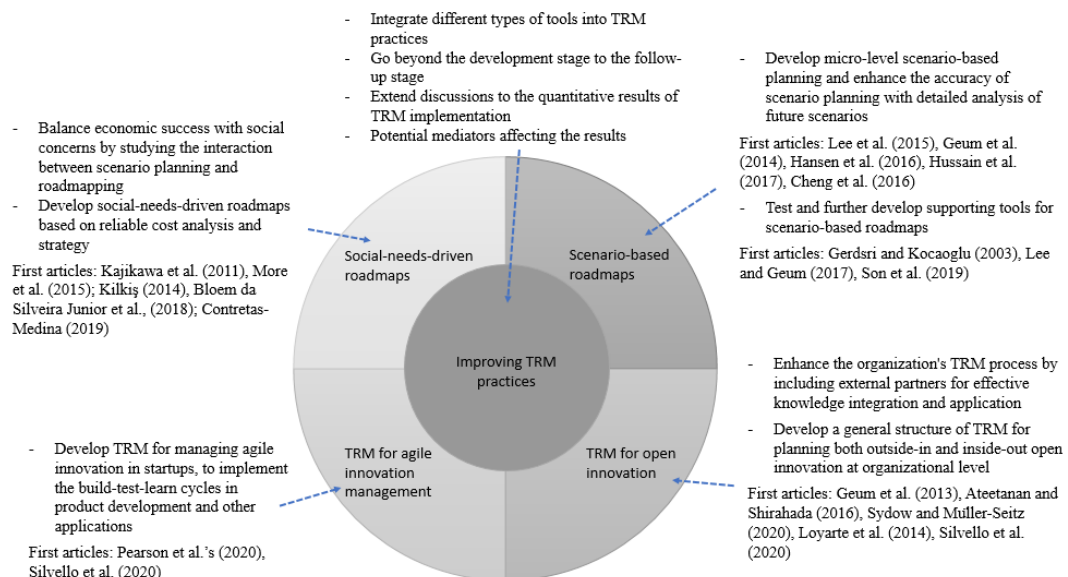 - Integrate different types of tools into TRM
practices
- Go beyond the development stage to the follow-
up stage
- Extend discussions to the quantitative results of
TRM implementation
- Potential mediators affecting the results
- Develop micro-level scenario-based
planning and enhance the accuracy of
scenario planning with detailed analysis of
future scenarios
First articles: Lee et al. (2015), Geum et al.
(2014), Hansen et al. (2016), Hussain et al.
(2017), Cheng et al. (2016)
- Test and further develop supporting tools for
scenario-based roadmaps
First articles: Gerdsri and Kocaoglu (2003), Lee
and Geum (2017), Son et al. (2019)
- Balance economic success with social
concerns by studying the interaction
between scenario planning and
roadmapping
- Develop social-needs-driven roadmaps
based on reliable cost analysis and
strategy
First articles: Kajikawa et al. (2011), More
et al. (2015); Kilkiş (2014), Bloem da
Silveira Junior et al., (2018); Contretas-
Medina (2019)
Social-needs-driven
roadmaps
Scenario-based
roadmaps
Improving TRM
practices
TRM for agile
innovation
management
TRM for open
innovation
- Enhance the organization's TRM process by
including external partners for effective
knowledge integration and application
- Develop a general structure of TRM for
planning both outside-in and inside-out open
innovation at organizational level
First articles: Geum et al. (2013), Ateetanan and
Shirahada (2016), Sydow and Müller-Seitz
(2020), Loyarte et al. (2014), Silvello et al.
(2020)
- Develop TRM for managing agile
innovation in startups, to implement
the build-test-learn cycles in
product development and other
applications
First articles: Pearson et al.’s (2020),
Silvello et al. (2020)